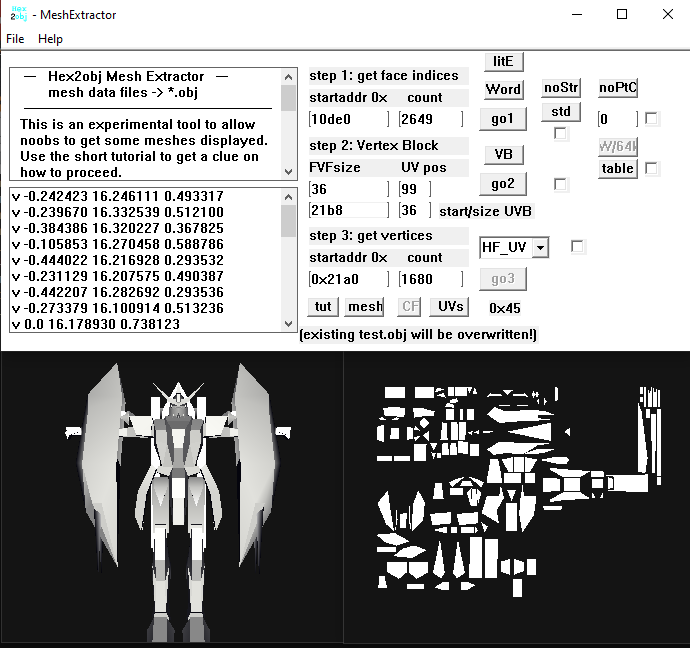 Hex
2obj
- MeshExtractor
File Help
— Hex2obj Mesh Extractor —
mesh data files -> *.obj
This is an experimental tool to allow
noobs to get some meshes displayed.
Use the short tutorial to get a clue on
how to proceed.
v -0.242423 16.246111 0.493317
v -0.239670 16.332539 0.512100
v -0.384386 16.320227 0.367825
v -0.105853 16.270458 0.588786
v -0.444022 16.216928 0.293532
v -0.231129 16.207575 0.490387
v -0.442207 16.282692 0.293536
v -0.273379 16.100914 0.513236
v 0.0 16.178930 0.738123
step 1: get face indices
startaddr 0x count
10de0 2649
step 2: Vertex Block
FVFsize UV pos
36 99
21b8 36 start/size UVB
step 3: get vertices
startaddr 0x count
0x21a0 1680
tut mesh CF UVs 0x45
(existing test.obj will be overwritten!)
litE
Word noStr noPtC
go1 std 0
VB W/64k
go2 table
HF_UV
go3